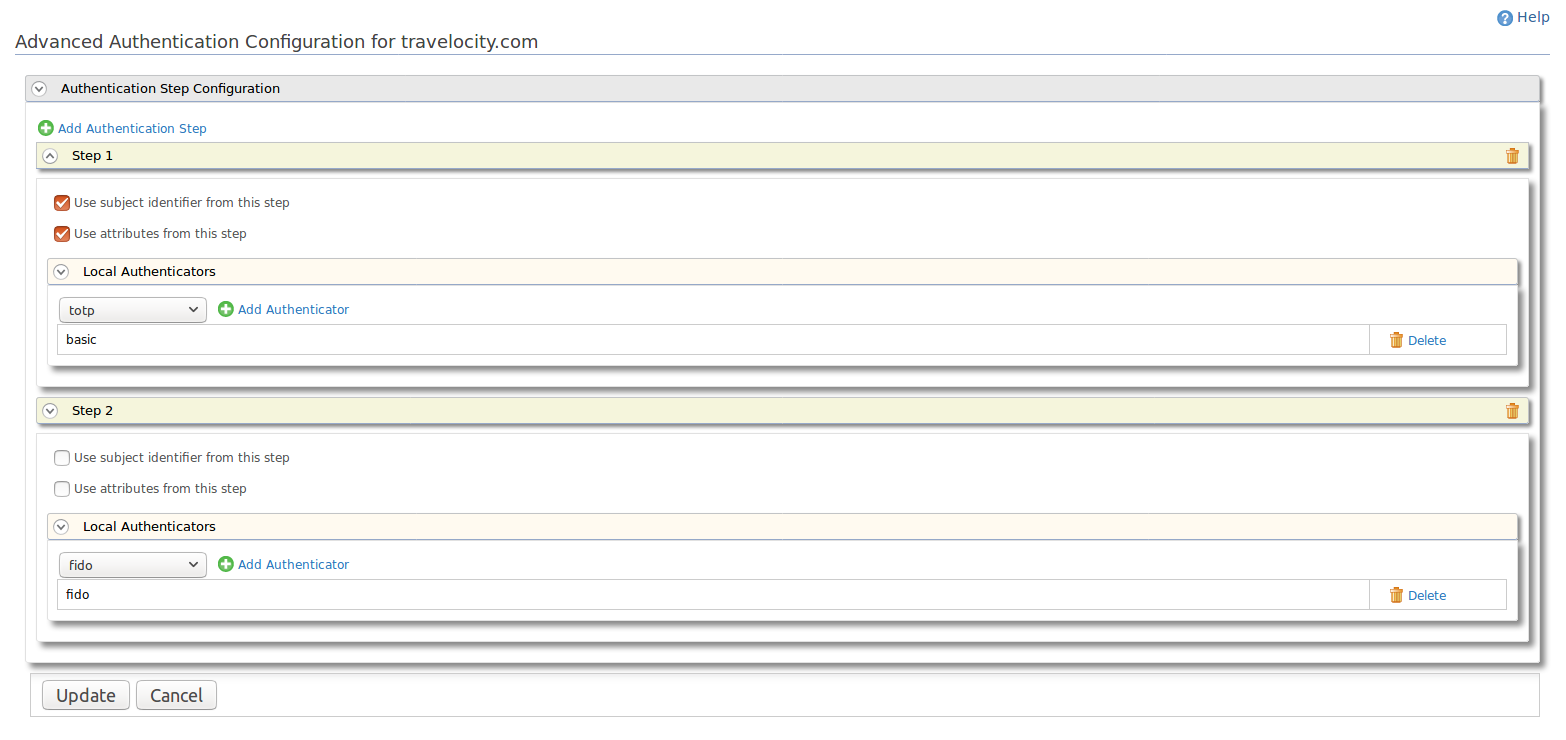 Help
Advanced Authentication Configuration for travelocity.com
Authentication Step Configuration
Add Authentication Step
Step 1
Use subject identifier from this step
Use attributes from this step
Local Authenticators
totp Add Authenticator
basic Delete
Step 2
Use subject identifier from this step
Use attributes from this step
Local Authenticators
fido Add Authenticator
fido Delete
Update Cancel